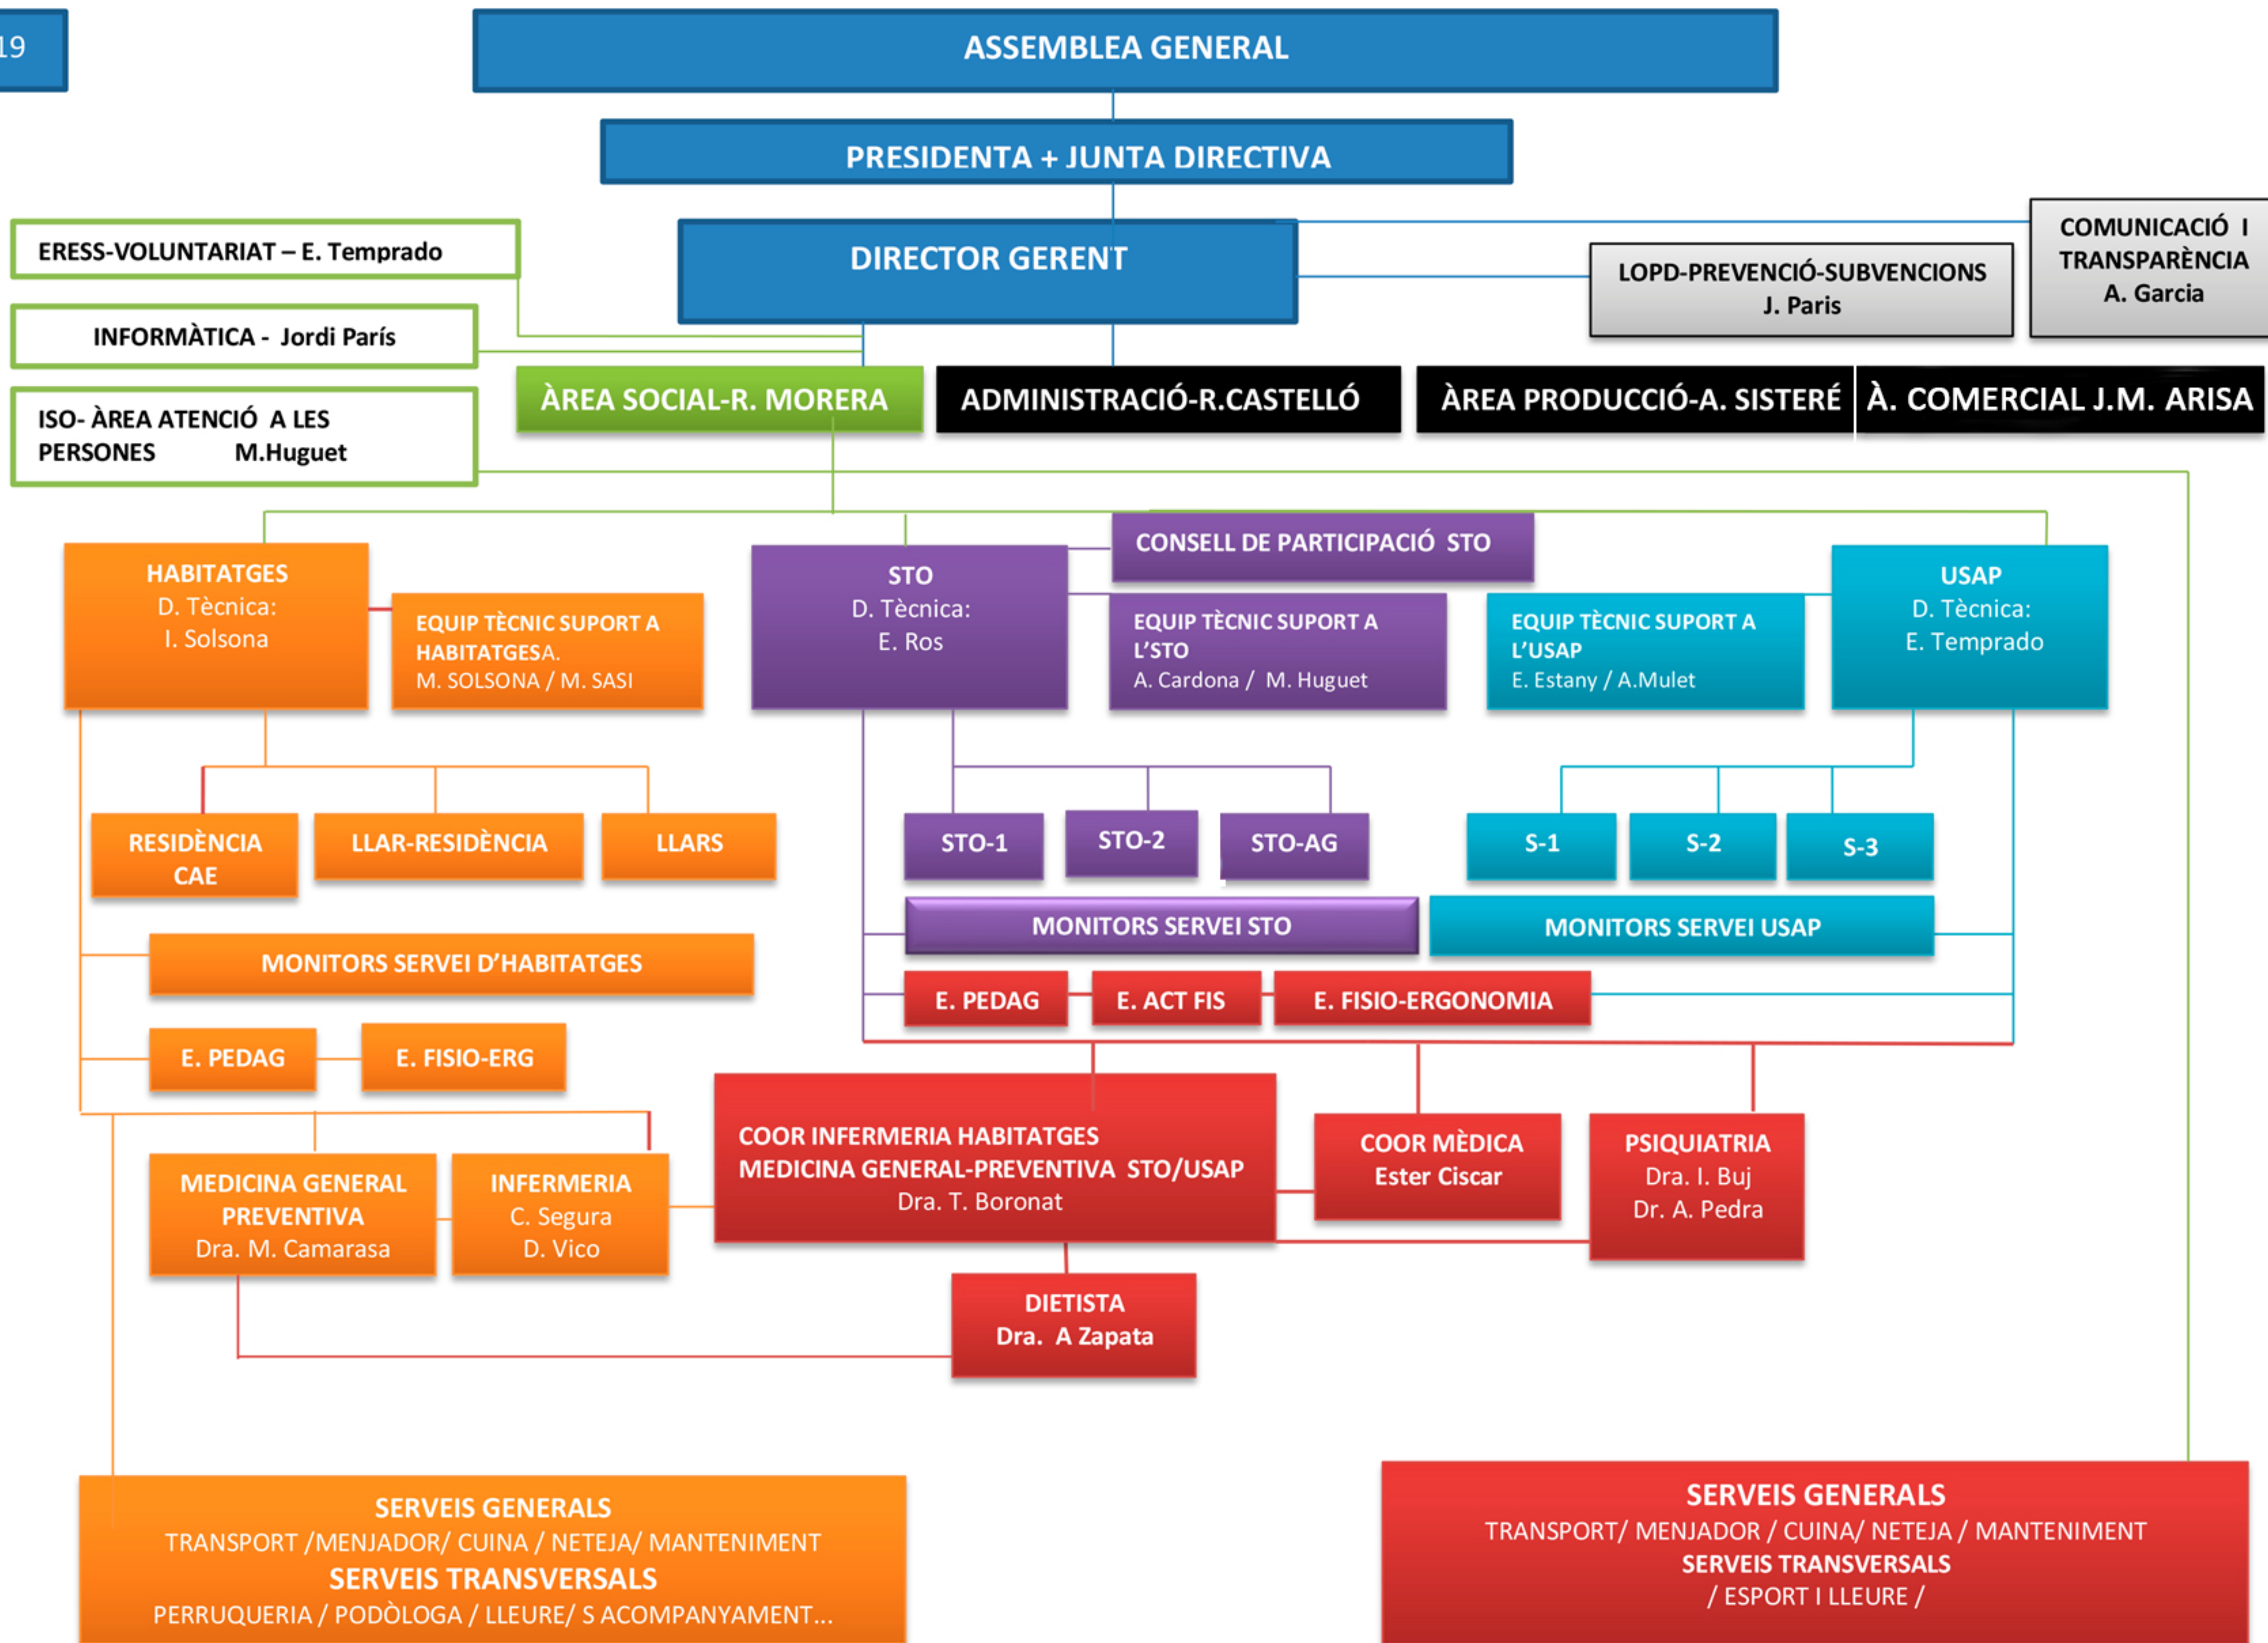 19
ASSEMBLEA GENERAL
PRESIDENTA + JUNTA DIRECTIVA
DIRECTOR GERENT
COMUNICACIÓ I
TRANSPARÈNCIA
A. Garcia
LOPD-PREVENCIÓ-SUBVENCIONS
J. Paris
ERESS-VOLUNTARIAT – E. Temprado
INFORMÀTICA - Jordi París
ISO- ÀREA ATENCIÓ A LES
PERSONES M.Huguet
ÀREA SOCIAL-R. MORERA
ADMINISTRACIÓ-R.CASTELLÓ
ÀREA PRODUCCIÓ-A. SISTERÉ
À. COMERCIAL J.M. ARISA
HABITATGES
D. Tècnica:
I. Solsona
EQUIP TÈCNIC SUPORT A
HABITATGESA.
M. SOLSONA / M. SASI
STO
D. Tècnica:
E. Ros
CONSELL DE PARTICIPACIÓ STO
EQUIP TÈCNIC SUPORT A
L'STO
A. Cardona / M. Huguet
EQUIP TÈCNIC SUPORT A
L'USAP
E. Estany / A.Mulet
USAP
D. Tècnica:
E. Temprado
RESIDÈNCIA
CAE
LLAR-RESIDÈNCIA
LLARS
STO-1
STO-2
STO-AG
S-1
S-2
S-3
MONITORS SERVEI D'HABITATGES
MONITORS SERVEI STO
MONITORS SERVEI USAP
E. PEDAG
E. ACT FIS
E. FISIO-ERGONOMIA
E. PEDAG
E. FISIO-ERG
MEDICINA GENERAL
PREVENTIVA
Dra. M. Camarasa
INFERMERIA
C. Segura
D. Vico
COOR INFERMERIA HABITATGES
MEDICINA GENERAL-PREVENTIVA STO/USAP
Dra. T. Boronat
COOR MÈDICA
Ester Ciscar
PSIQUIATRIA
Dra. I. Buj
Dr. A. Pedra
DIETISTA
Dra. A Zapata
SERVEIS GENERALS
TRANSPORT /MENJADOR/ CUINA / NETEJA/ MANTENIMENT
SERVEIS TRANSVERSALS
PERRUQUERIA / PODÒLOGA / LLEURE/ S ACOMPANYAMENT...
SERVEIS GENERALS
TRANSPORT/ MENJADOR / CUINA/ NETEJA / MANTENIMENT
SERVEIS TRANSVERSALS
/ ESPORT I LLEURE /